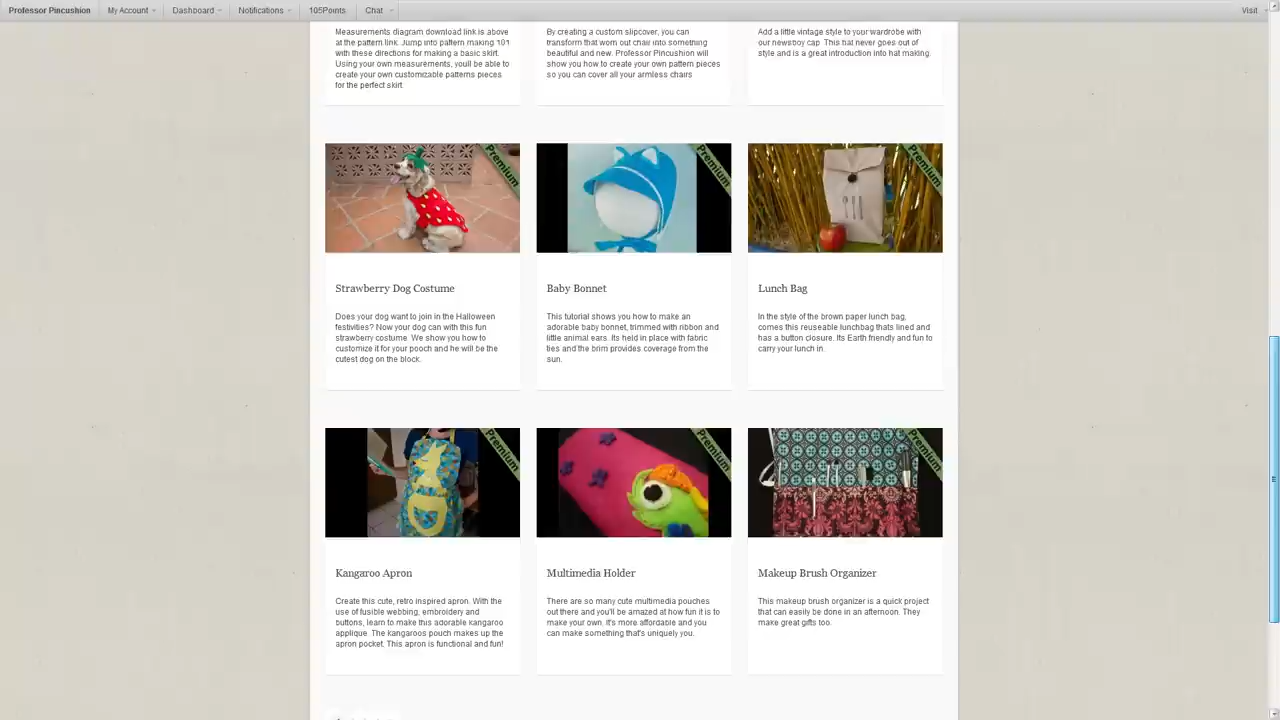 Professor Pincushion My Account Dashboard Notifications 105Points Chat Visit
Measurements diagram download link is above
at the pattern link. Jump into pattern making 101
with these directions for making a basic skirt.
Using your own measurements, youll be able to
create your own customizable patterns pieces
for the perfect skirt.
By creating a custom slipcover, you can
transform that worn out chair into something
beautiful and new. Professor Pincushion will
show you how to create your own pattern pieces
so you can cover all your armless chairs
Add a little vintage style to your wardrobe with
our newsboy cap. This hat never goes out of
style and is a great introduction into hat making.
Premium
Premium
Premium
Strawberry Dog Costume
Does your dog want to join in the Halloween
festivities? Now your dog can with this fun
strawberry costume. We show you how to
customize it for your pooch and he will be the
cutest dog on the block.
Baby Bonnet
This tutorial shows you how to make an
adorable baby bonnet, trimmed with ribbon and
little animal ears. Its held in place with fabric
ties and the brim provides coverage from the
sun.
Lunch Bag
In the style of the brown paper lunch bag,
comes this reuseable lunchbag thats lined and
has a button closure. Its Earth friendly and fun to
carry your lunch in.
Premium
Premium
Premium
Kangaroo Apron
Create this cute, retro inspired apron. With the
use of fusible webbing, embroidery and
buttons, learn to make this adorable kangaroo
applique. The kangaroos pouch makes up the
apron pocket. This apron is functional and fun!
Multimedia Holder
There are so many cute multimedia pouches
out there and you'll be amazed at how fun it is to
make your own. It's more affordable and you
can make something that's uniquely you.
Makeup Brush Organizer
This makeup brush organizer is a quick project
that can easily be done in an afternoon. They
make great gifts too.